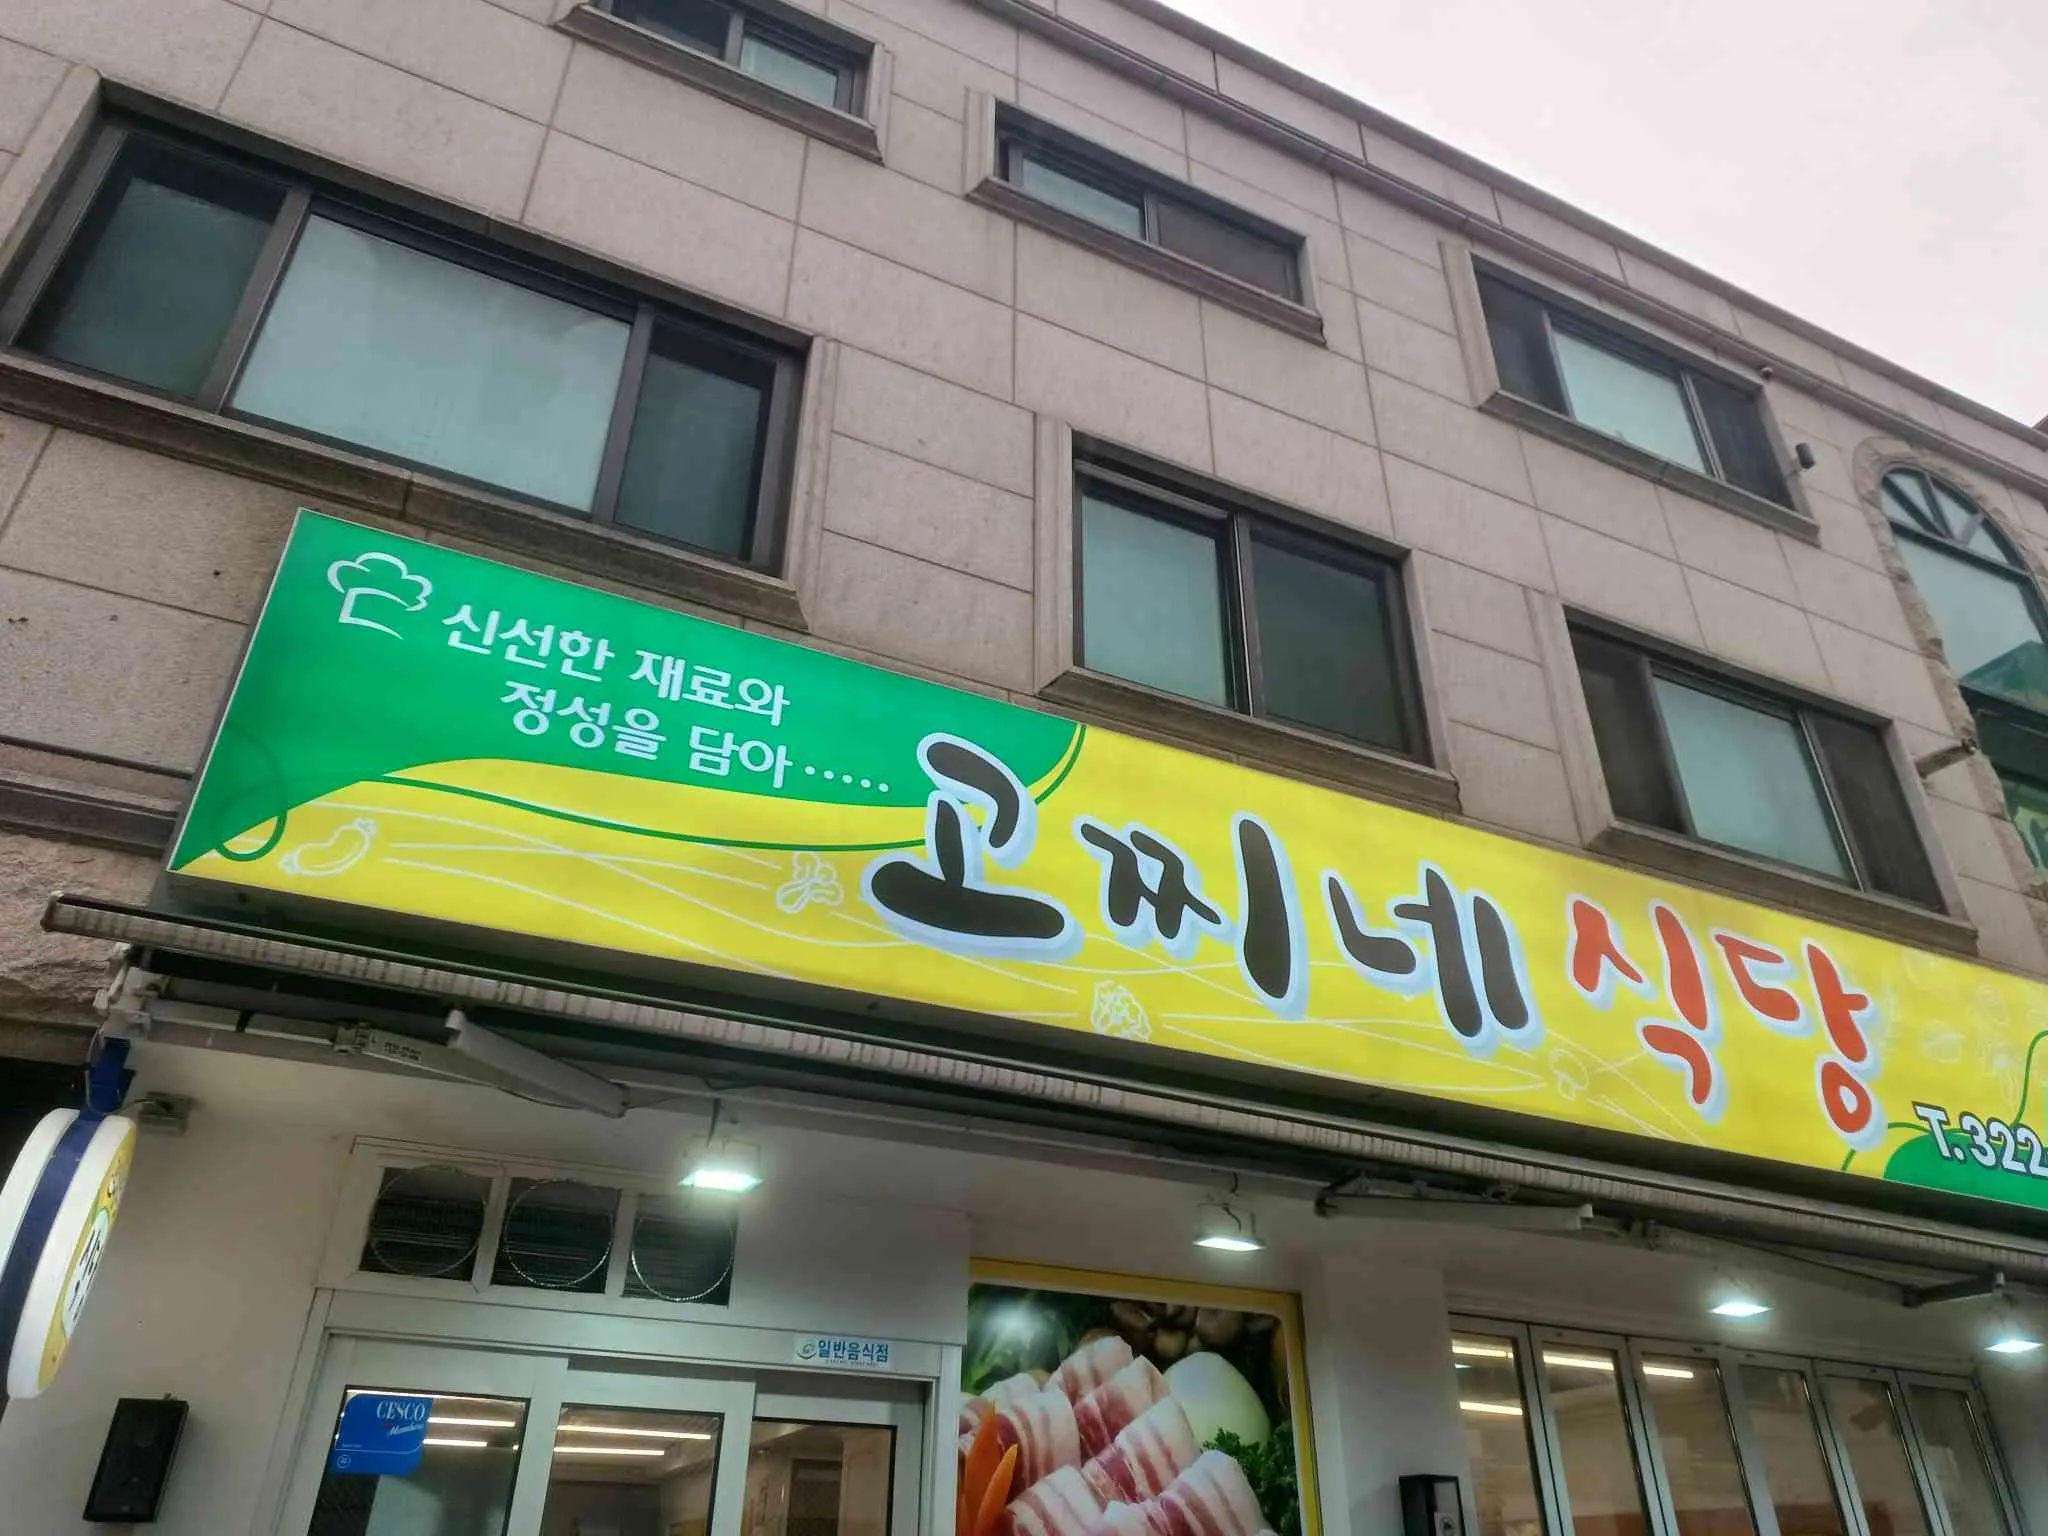 신선한 재료와
정성을 담아·····
고찌네 식당
T.322
일반음식점
CESCO
Members